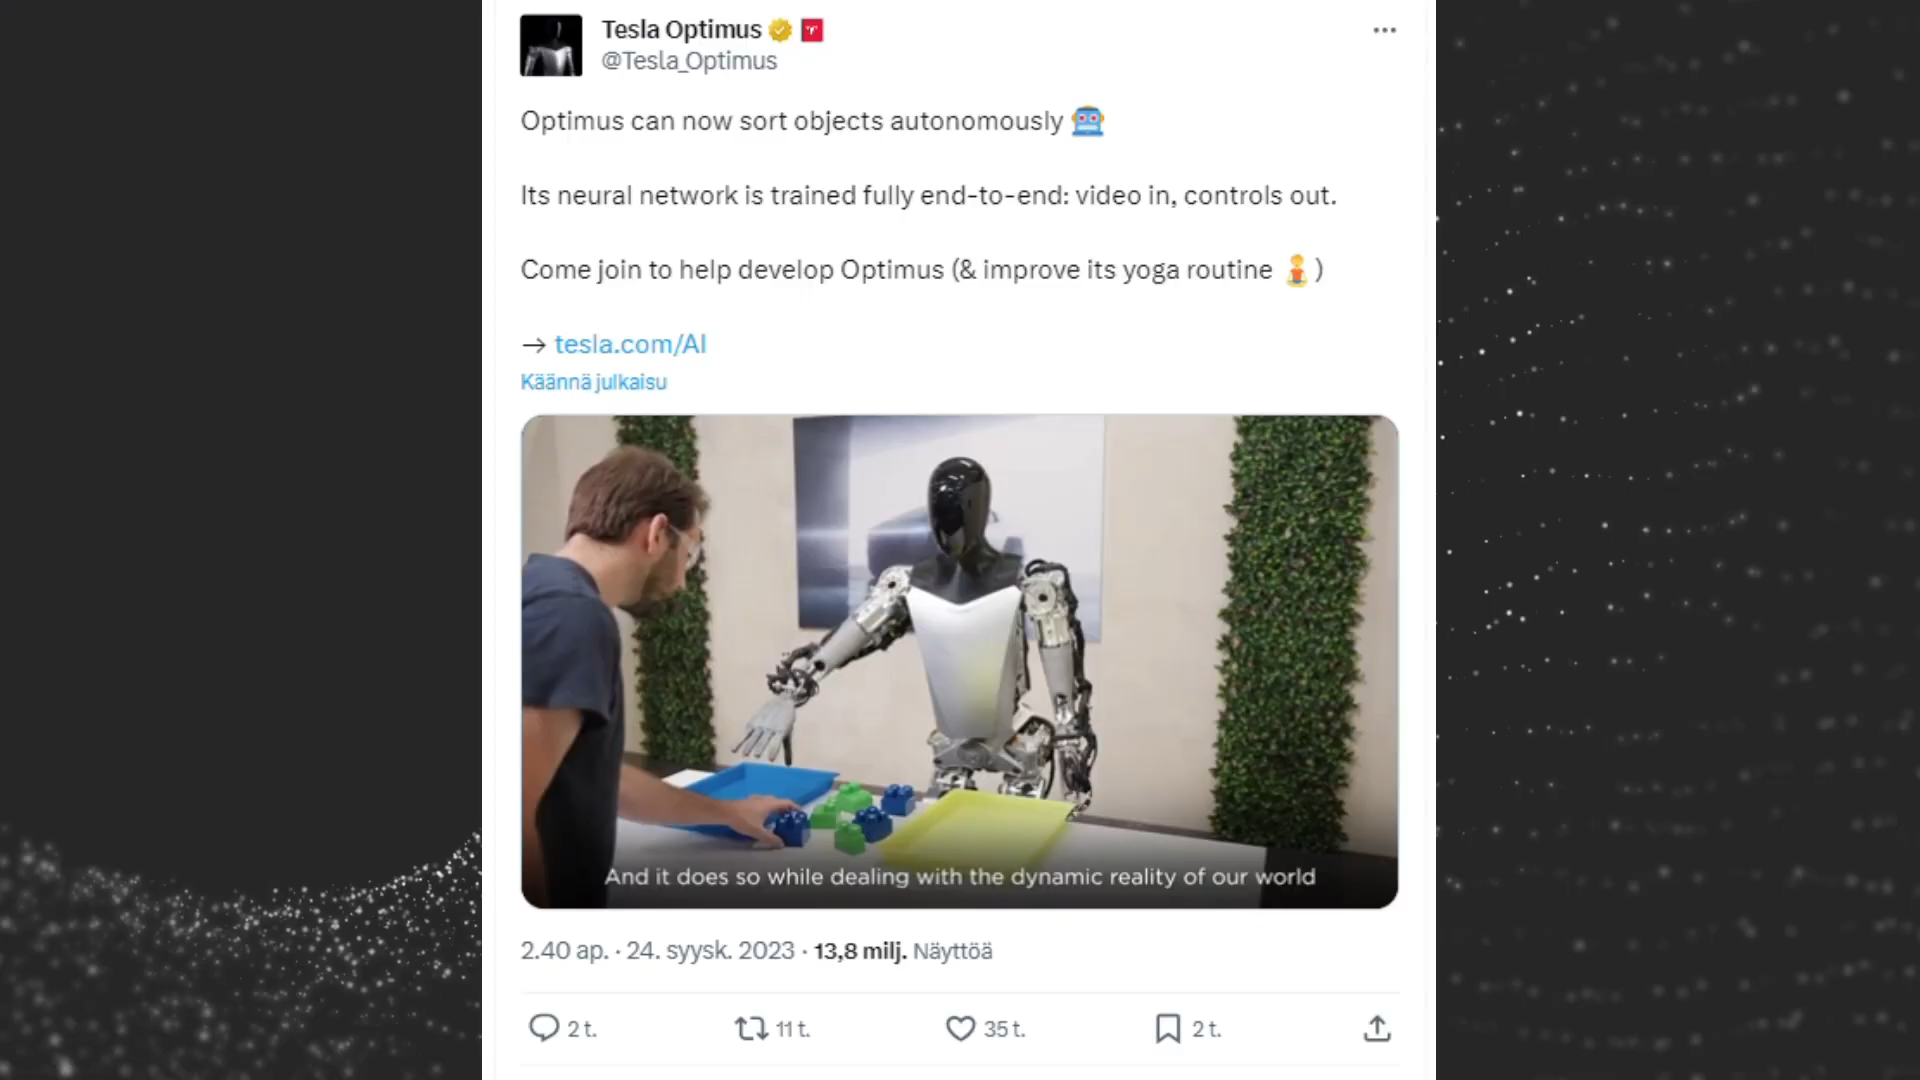 Tesla Optimus
@Tesla_Optimus
Optimus can now sort objects autonomously 🤖
Its neural network is trained fully end-to-end: video in, controls out.
Come join to help develop Optimus (& improve its yoga routine 🧘)
→ tesla.com/AI
Käännä julkaisu
And it does so while dealing with the dynamic reality of our world
2.40 ap. · 24. syysk. 2023 · 13,8 milj. Näyttöä
2 t. 11 t. 35 t. 2 t.